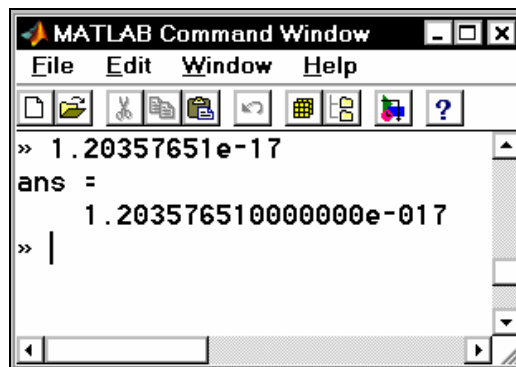 MATLAB Command Window
File Edit Window Help
?
» 1.20357651e-17
ans =
1.203576510000000e-017
»